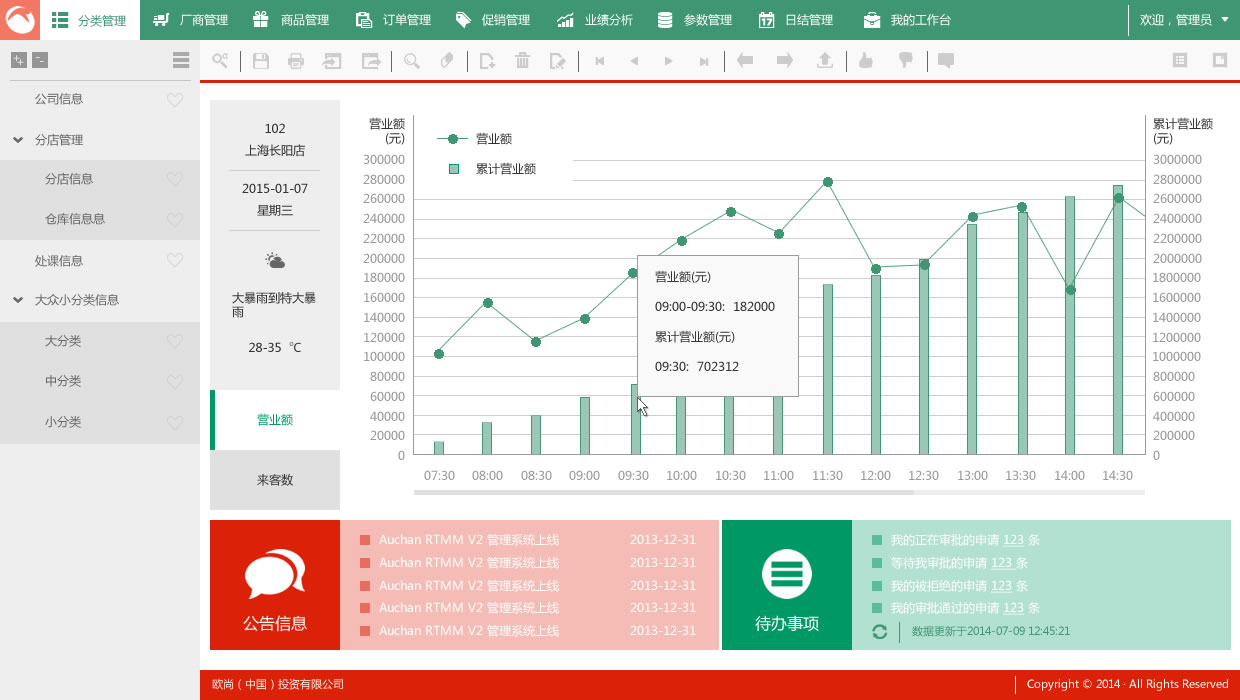 分类管理 厂商管理 商品管理 订单管理 促销管理 业绩分析 参数管理 日结管理 我的工作台 欢迎，管理员
公司信息
分店管理
分店信息
仓库信息息
处课信息
大众小分类信息
大分类
中分类
小分类
102
上海长阳店
2015-01-07
星期三
大暴雨到特大暴
雨
28-35 ℃
营业额
来客数
营业额
(元)
300000
280000
260000
240000
220000
200000
180000
160000
140000
120000
100000
80000
60000
40000
20000
0
营业额
累计营业额
营业额(元)
09:00-09:30: 182000
累计营业额(元)
09:30: 702312
07:30 08:00 08:30 09:00 09:30 10:00 10:30 11:00 11:30 12:00 12:30 13:00 13:30 14:00 14:30
累计营业额
(元)
3000000
2800000
2600000
2400000
2200000
2000000
1800000
1600000
1400000
1200000
1000000
800000
600000
400000
200000
0
公告信息
Auchan RTMM V2 管理系统上线 2013-12-31
Auchan RTMM V2 管理系统上线 2013-12-31
Auchan RTMM V2 管理系统上线 2013-12-31
Auchan RTMM V2 管理系统上线 2013-12-31
Auchan RTMM V2 管理系统上线 2013-12-31
待办事项
我的正在审批的申请 123 条
等待我审批的申请 123 条
我的被拒绝的申请 123 条
我的审批通过的申请 123 条
数据更新于2014-07-09 12:45:21
欧尚（中国）投资有限公司
Copyright © 2014 · All Rights Reserved